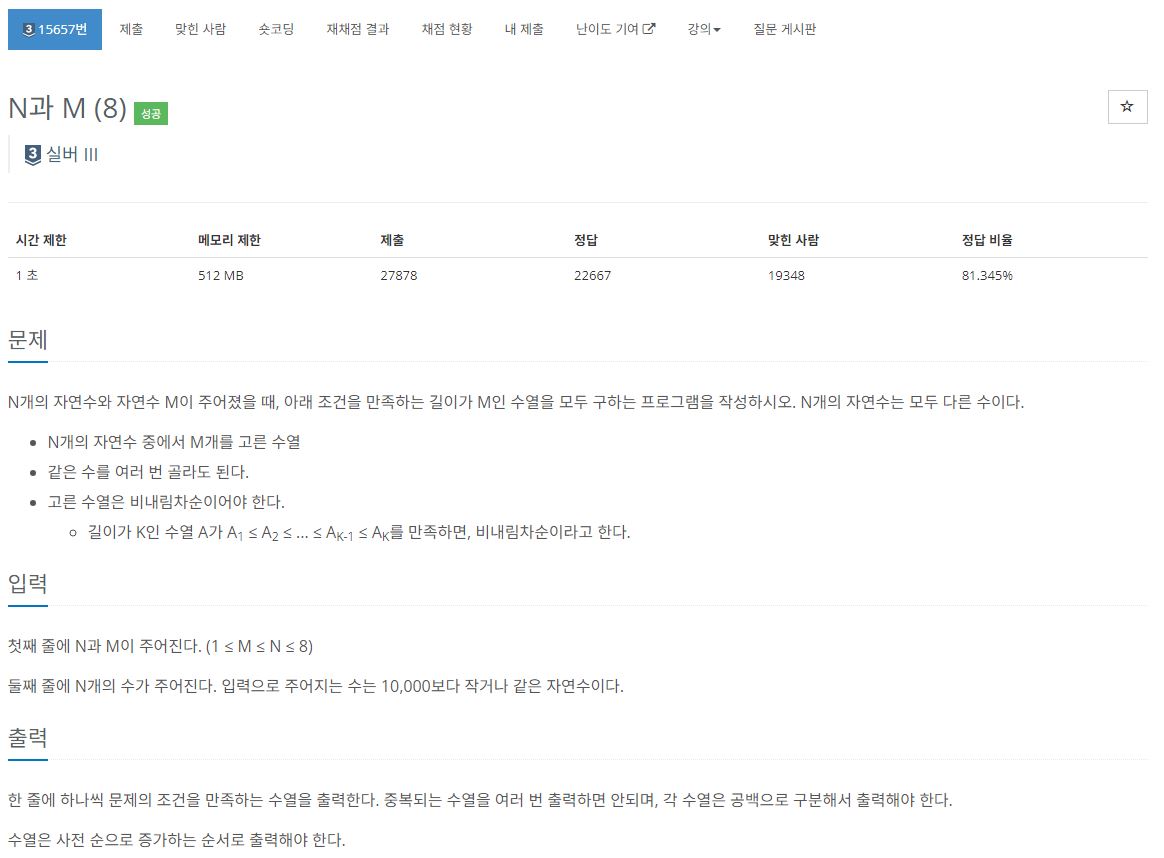 3 15657번 제출 맞힌 사람 숏코딩 재채점 결과 채점 현황 내 제출 난이도 기여 강의 질문 게시판
N과 M (8) 성공
3 실버 III
시간 제한 메모리 제한 제출 정답 맞힌 사람 정답 비율
1 초 512 MB 27878 22667 19348 81.345%
문제
N개의 자연수와 자연수 M이 주어졌을 때, 아래 조건을 만족하는 길이가 M인 수열을 모두 구하는 프로그램을 작성하시오. N개의 자연수는 모두 다른 수이다.
N개의 자연수 중에서 M개를 고른 수열
같은 수를 여러 번 골라도 된다.
고른 수열은 비내림차순이어야 한다.
길이가 K인 수열 A가 A1 ≤ A2 ≤ ... ≤ AK-1 ≤ AK를 만족하면, 비내림차순이라고 한다.
입력
첫째 줄에 N과 M이 주어진다. (1 ≤ M ≤ N ≤ 8)
둘째 줄에 N개의 수가 주어진다. 입력으로 주어지는 수는 10,000보다 작거나 같은 자연수이다.
출력
한 줄에 하나씩 문제의 조건을 만족하는 수열을 출력한다. 중복되는 수열을 여러 번 출력하면 안되며, 각 수열은 공백으로 구분해서 출력해야 한다.
수열은 사전 순으로 증가하는 순서로 출력해야 한다.